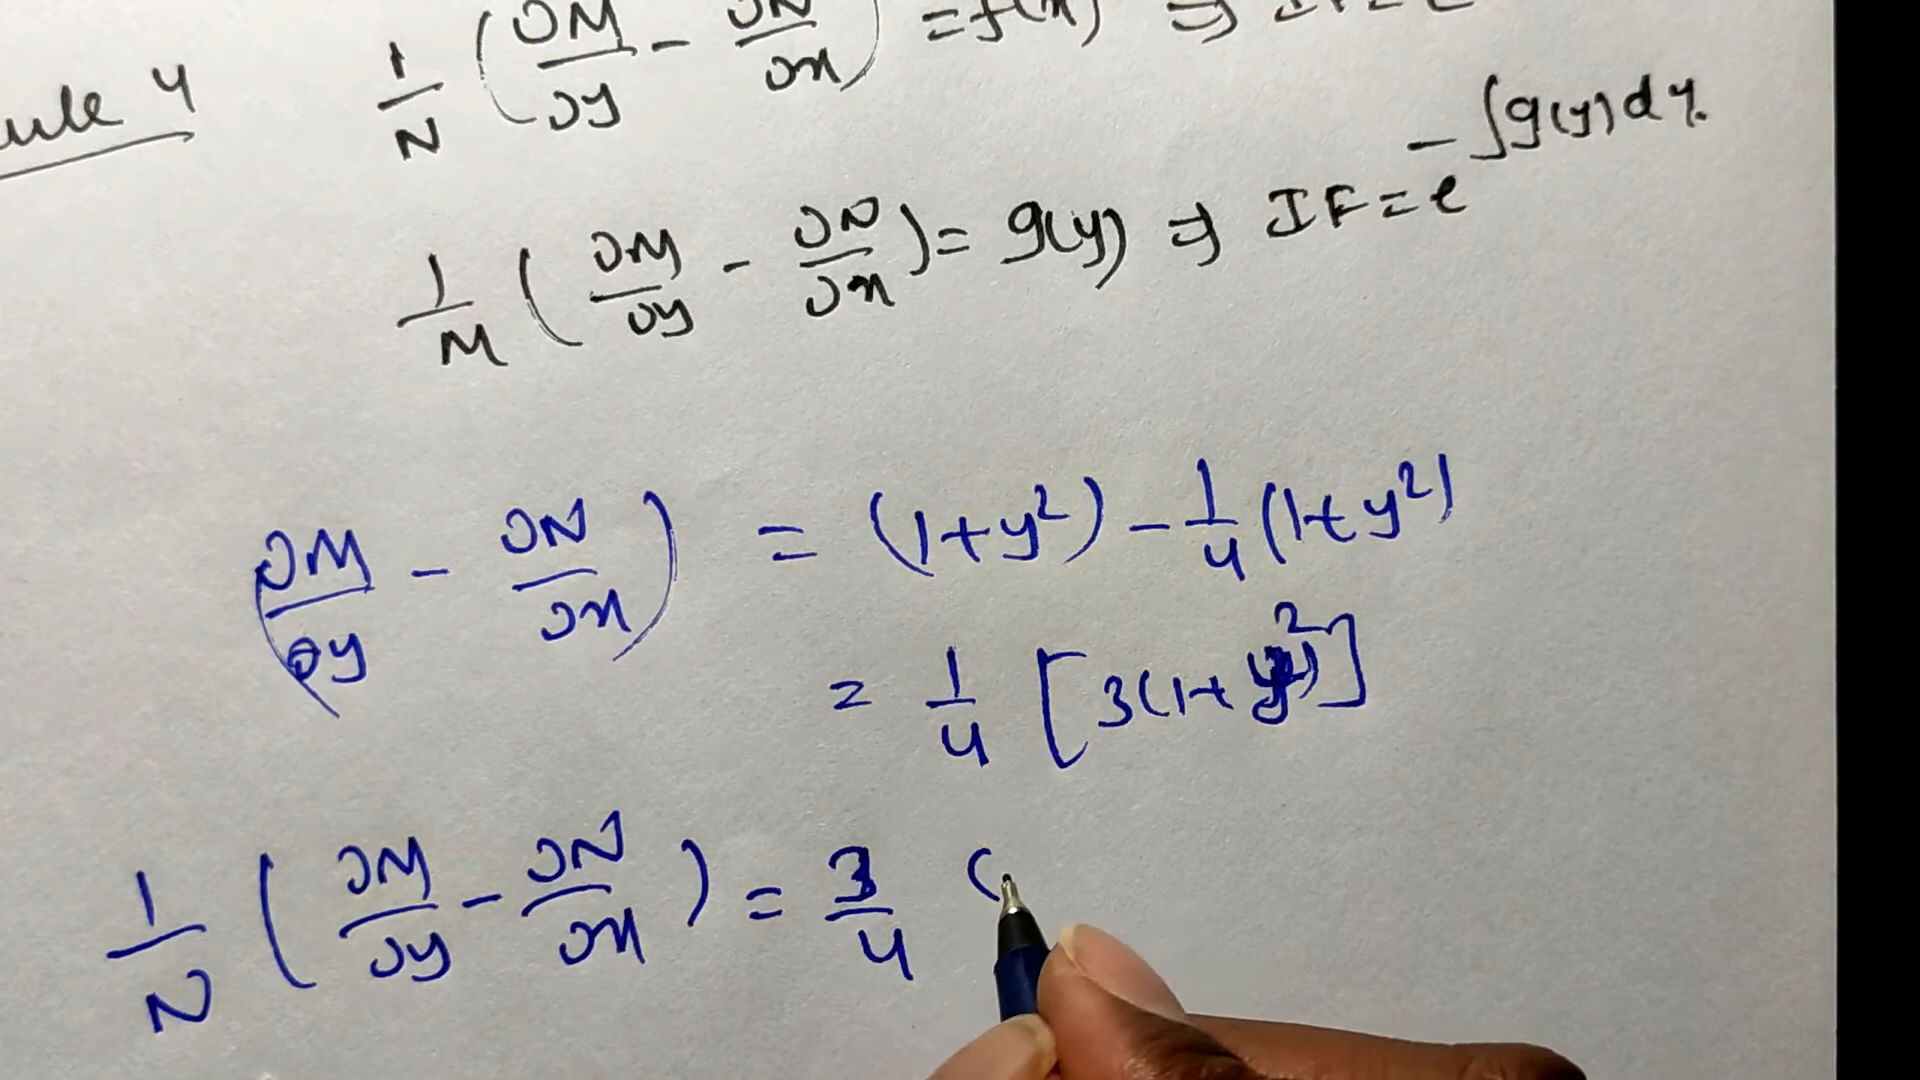 ule 4
1/N (∂M/∂y - ∂N/∂x) = f(x) ⇒ IF = e
1/M (∂M/∂y - ∂N/∂x) = g(y) ⇒ IF = e^{-∫g(y)dy}.
(∂M/∂y - ∂N/∂x) = (1+y²) - 1/4 (1+y²)
= 1/4 [3(1+y²)]
1/N (∂M/∂y - ∂N/∂x) = 3/4 (